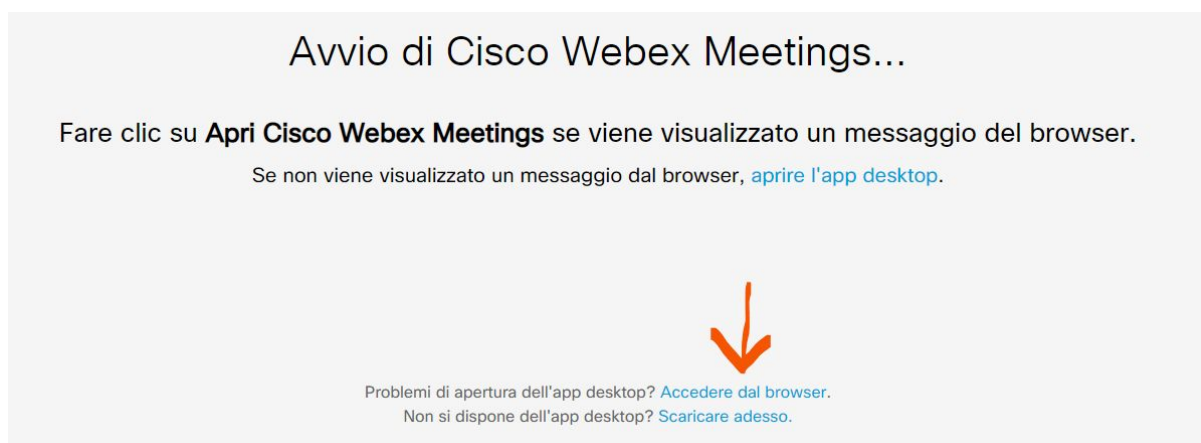 Avvio di Cisco Webex Meetings...
Fare clic su Apri Cisco Webex Meetings se viene visualizzato un messaggio del browser.
Se non viene visualizzato un messaggio dal browser, aprire l'app desktop.
Problemi di apertura dell'app desktop? Accedere dal browser.
Non si dispone dell'app desktop? Scaricare adesso.